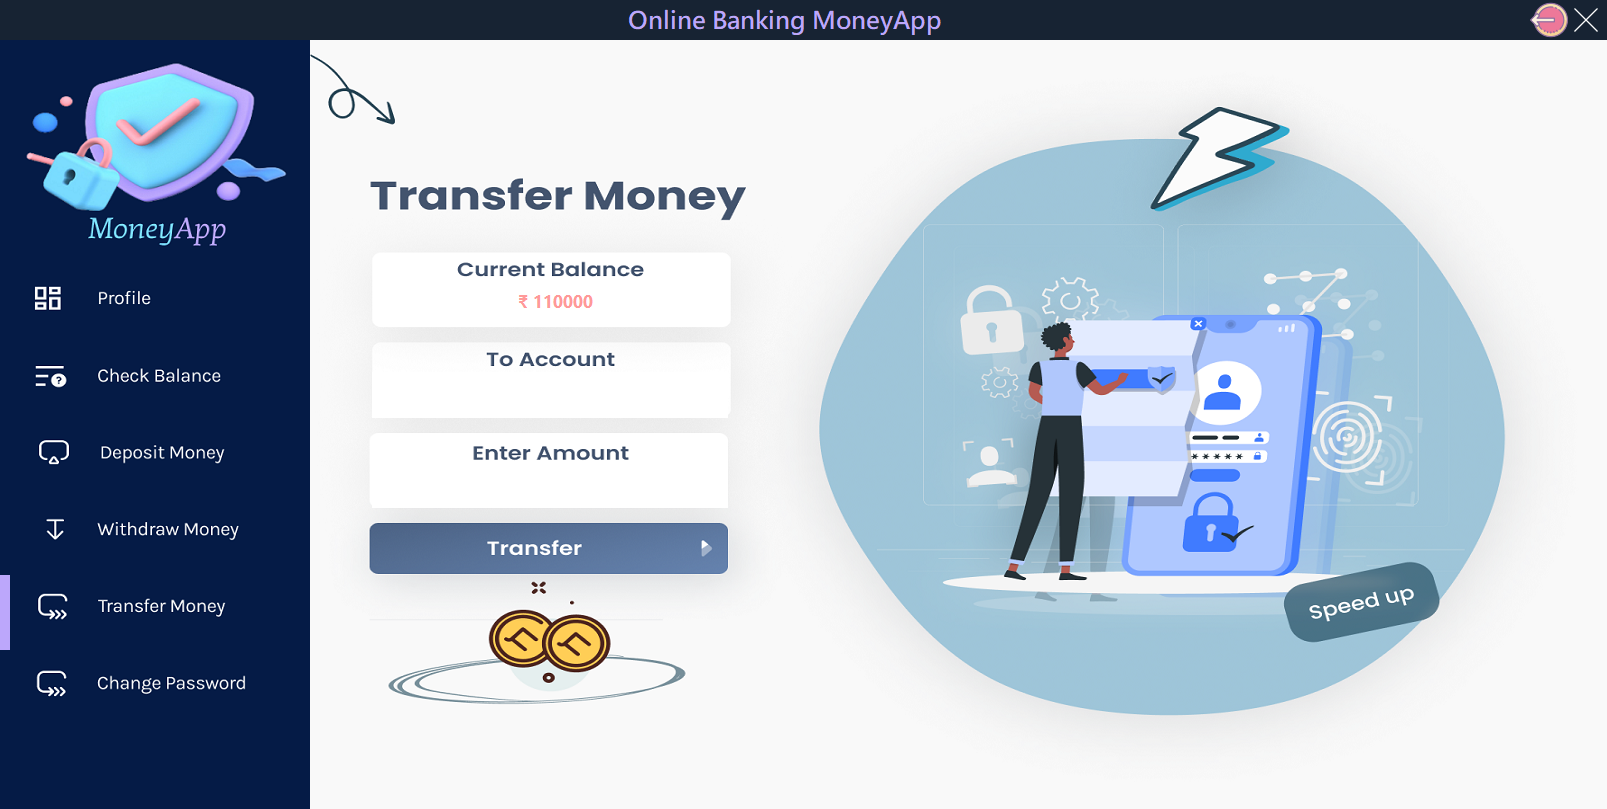 Online Banking MoneyApp
MoneyApp
Profile
Check Balance
Deposit Money
Withdraw Money
Transfer Money
Change Password
Transfer Money
Current Balance
₹ 110000
To Account
Enter Amount
Transfer
*****
Speed up